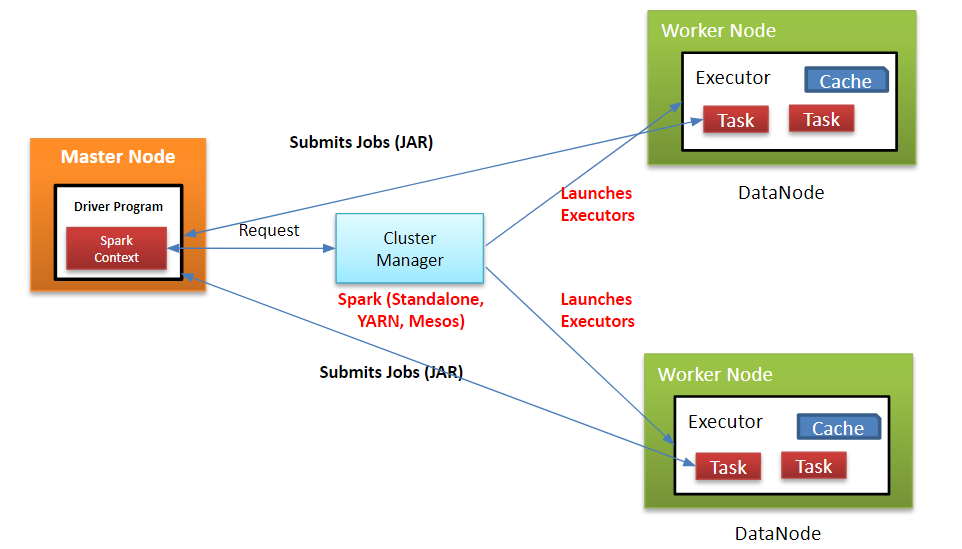 Worker Node
Executor
Cache
Task
Task
DataNode
Submits Jobs (JAR)
Master Node
Driver Program
Spark
Context
Request
Cluster
Manager
Spark (Standalone,
YARN, Mesos)
Launches
Executors
Launches
Executors
Submits Jobs (JAR)
Worker Node
Executor
Cache
Task
Task
DataNode